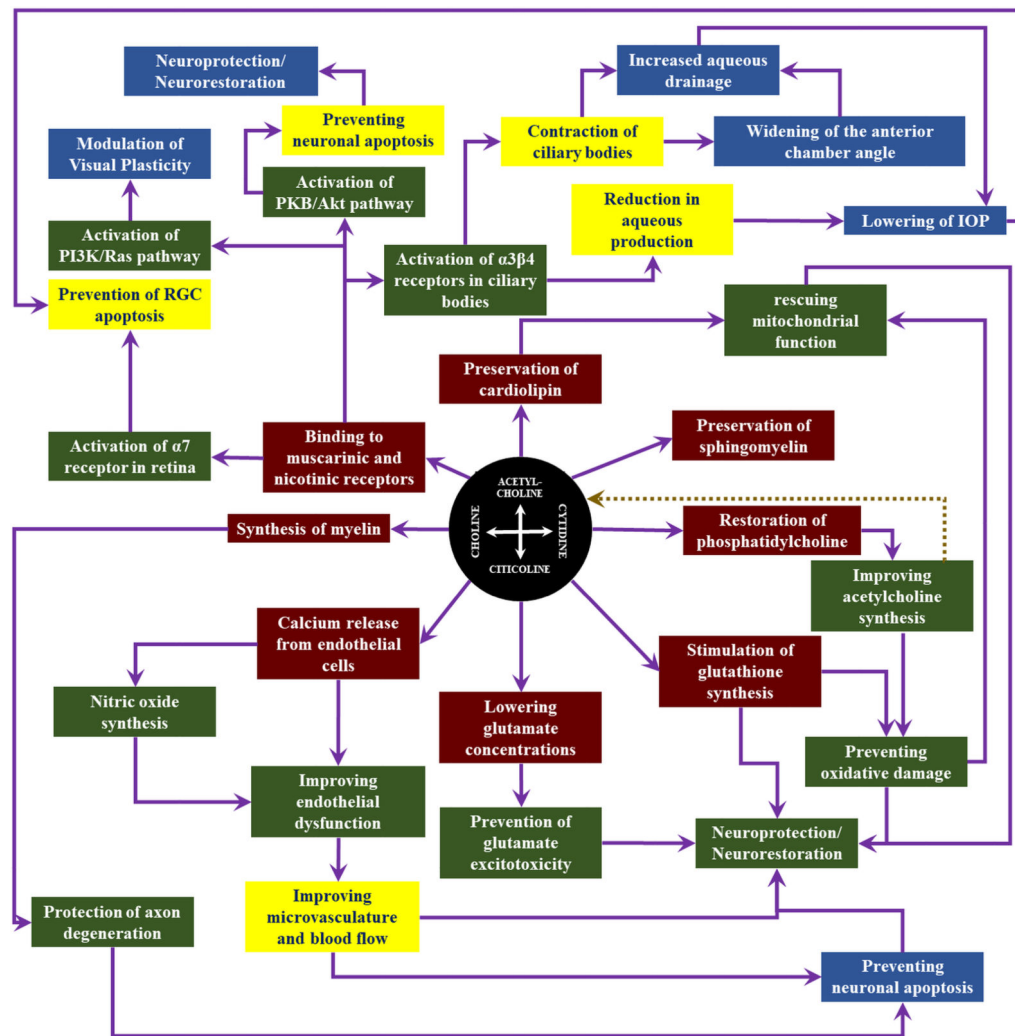 Neuroprotection/
Neurorestoration
Increased aqueous
drainage
Preventing
neuronal apoptosis
Contraction of
ciliary bodies
Widening of the anterior
chamber angle
Modulation of
Visual Plasticity
Activation of
PKB/Akt pathway
Reduction in
aqueous
production
Lowering of IOP
Activation of
PI3K/Ras pathway
Activation of α3β4
receptors in ciliary
bodies
Prevention of RGC
apoptosis
rescuing
mitochondrial
function
Preservation of
cardiolipin
Preservation of
sphingomyelin
Activation of α7
receptor in retina
Binding to
muscarinic and
nicotinic receptors
ACETYL-
CHOLINE
CHOLINE
CYTIDINE
CITICOLINE
Synthesis of myelin
Restoration of
phosphatidylcholine
Improving
acetylcholine
synthesis
Calcium release
from endothelial
cells
Stimulation of
glutathione
synthesis
Nitric oxide
synthesis
Lowering
glutamate
concentrations
Preventing
oxidative damage
Improving
endothelial
dysfunction
Prevention of
glutamate
excitotoxicity
Neuroprotection/
Neurorestoration
Improving
microvasculature
and blood flow
Protection of axon
degeneration
Preventing
neuronal apoptosis